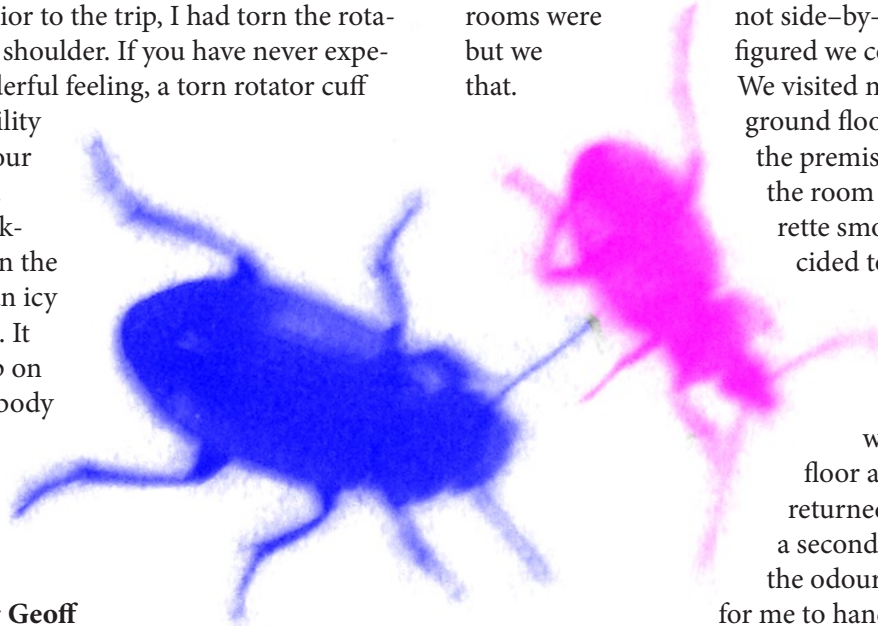 ior to the trip, I had torn the rota-
shoulder. If you have never expe-
derful feeling, a torn rotator cuff
ility
our
k-
n the
n icy
. It
on
body
Geoff
rooms were
but we
that.
not side–by-
figured we c
We visited n
ground floo
the premis
the room
rette smo
cided to
w
floor a
returned
a second
the odour
for me to hand